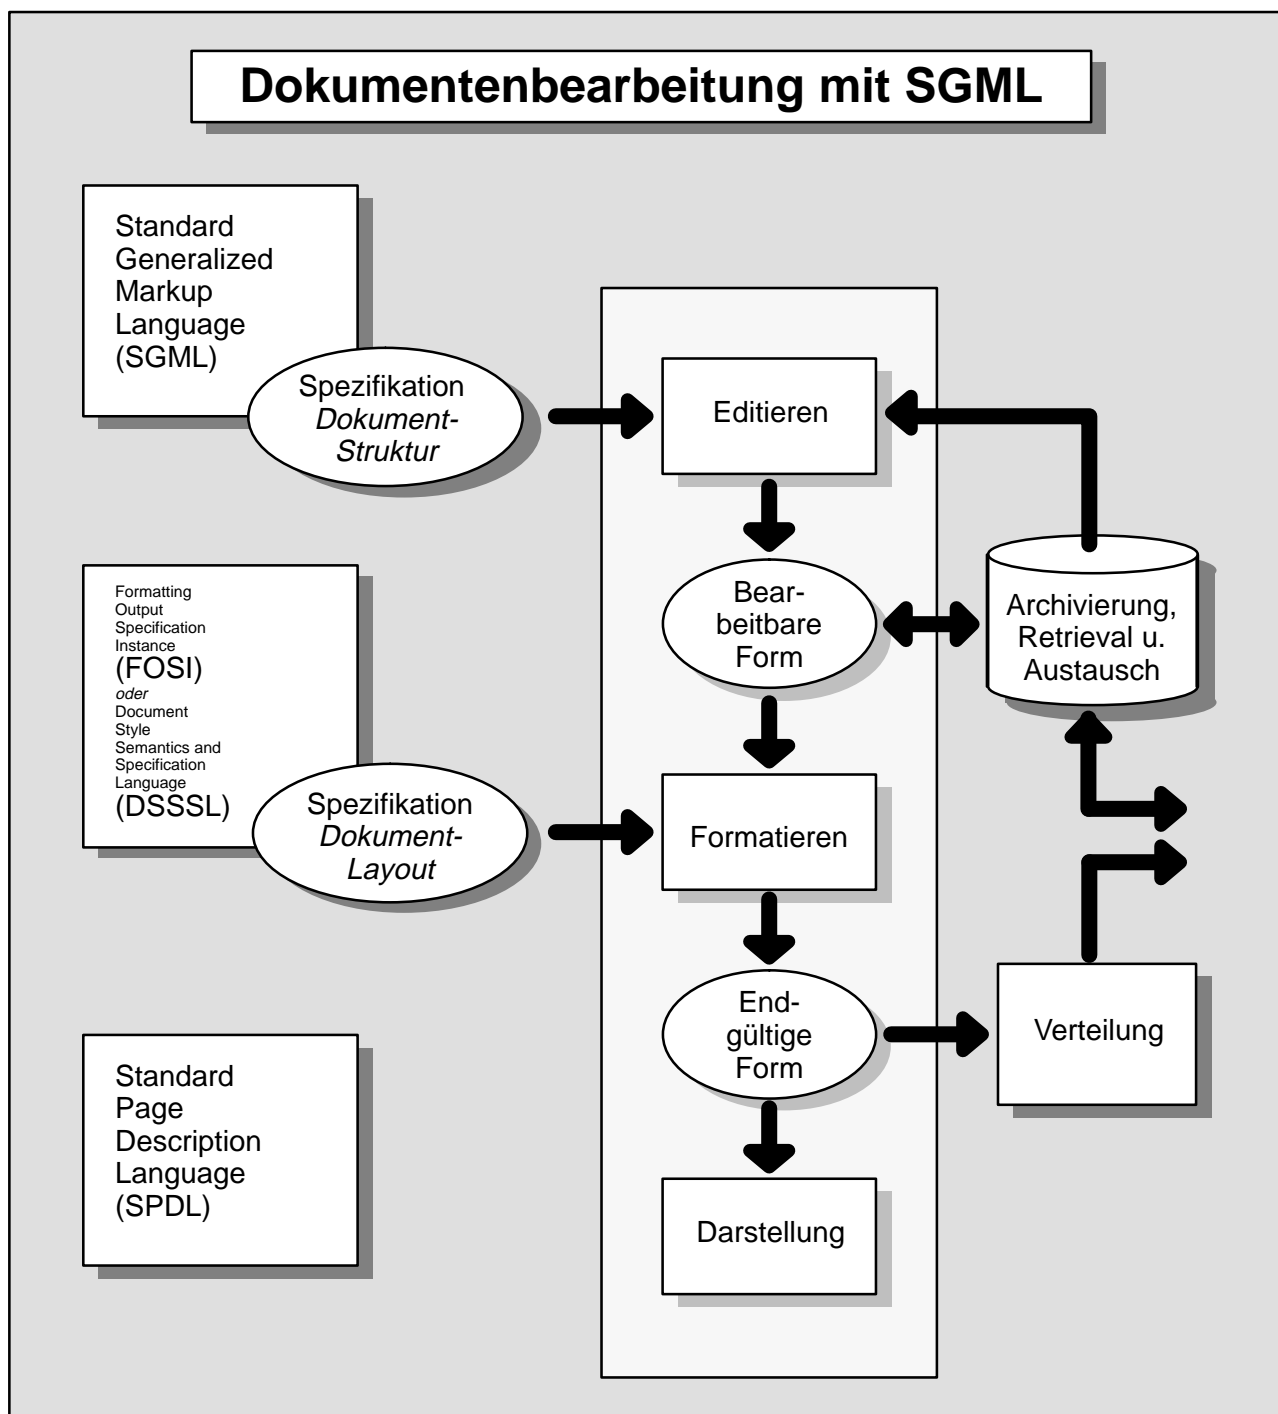 Dokumentenbearbeitung mit SGML
Standard
Generalized
Markup
Language
(SGML)
Spezifikation
Dokument-
Struktur
Editieren
Bear-
beitbare
Form
Archivierung,
Retrieval u.
Austausch
Formatting
Output
Specification
Instance
(FOSI)
oder
Document
Style
Semantics and
Specification
Language
(DSSSL)
Spezifikation
Dokument-
Layout
Formatieren
End-
gültige
Form
Verteilung
Standard
Page
Description
Language
(SPDL)
Darstellung